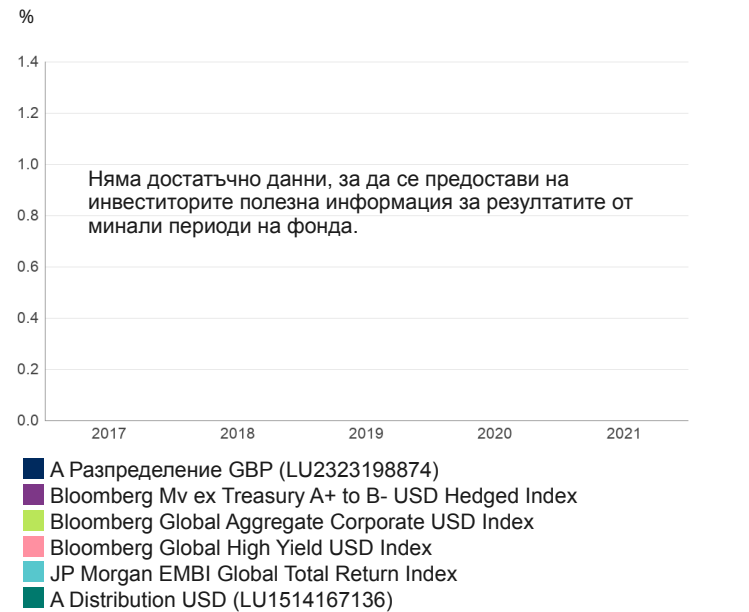 %
1.4
1.2
1.0
Няма достатъчно данни, за да се предостави на
инвеститорите полезна информация за резултатите от
0.8
минали периоди на фонда.
0.6
0.4
0.2
0.0
2017 2018 2019 2020 2021
А Разпределение GBP (LU2323198874)
Bloomberg Mv ex Treasury A+ to B- USD Hedged Index
Bloomberg Global Aggregate Corporate USD Index
Bloomberg Global High Yield USD Index
JP Morgan EMBI Global Total Return Index
A Distribution USD (LU1514167136)